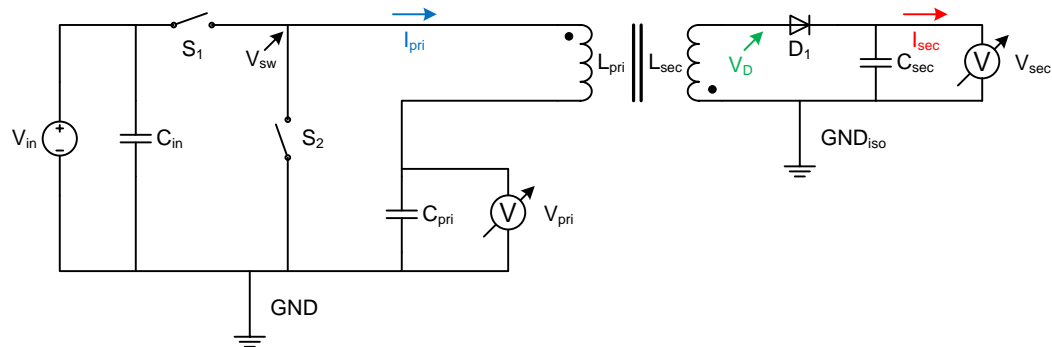 S1
Vsw
Ipri
Lpri
Lsec
VD
D1
Isec
Csec
V
Vsec
Vin
Cin
S2
Cpri
V
Vpri
GNDiso
GND